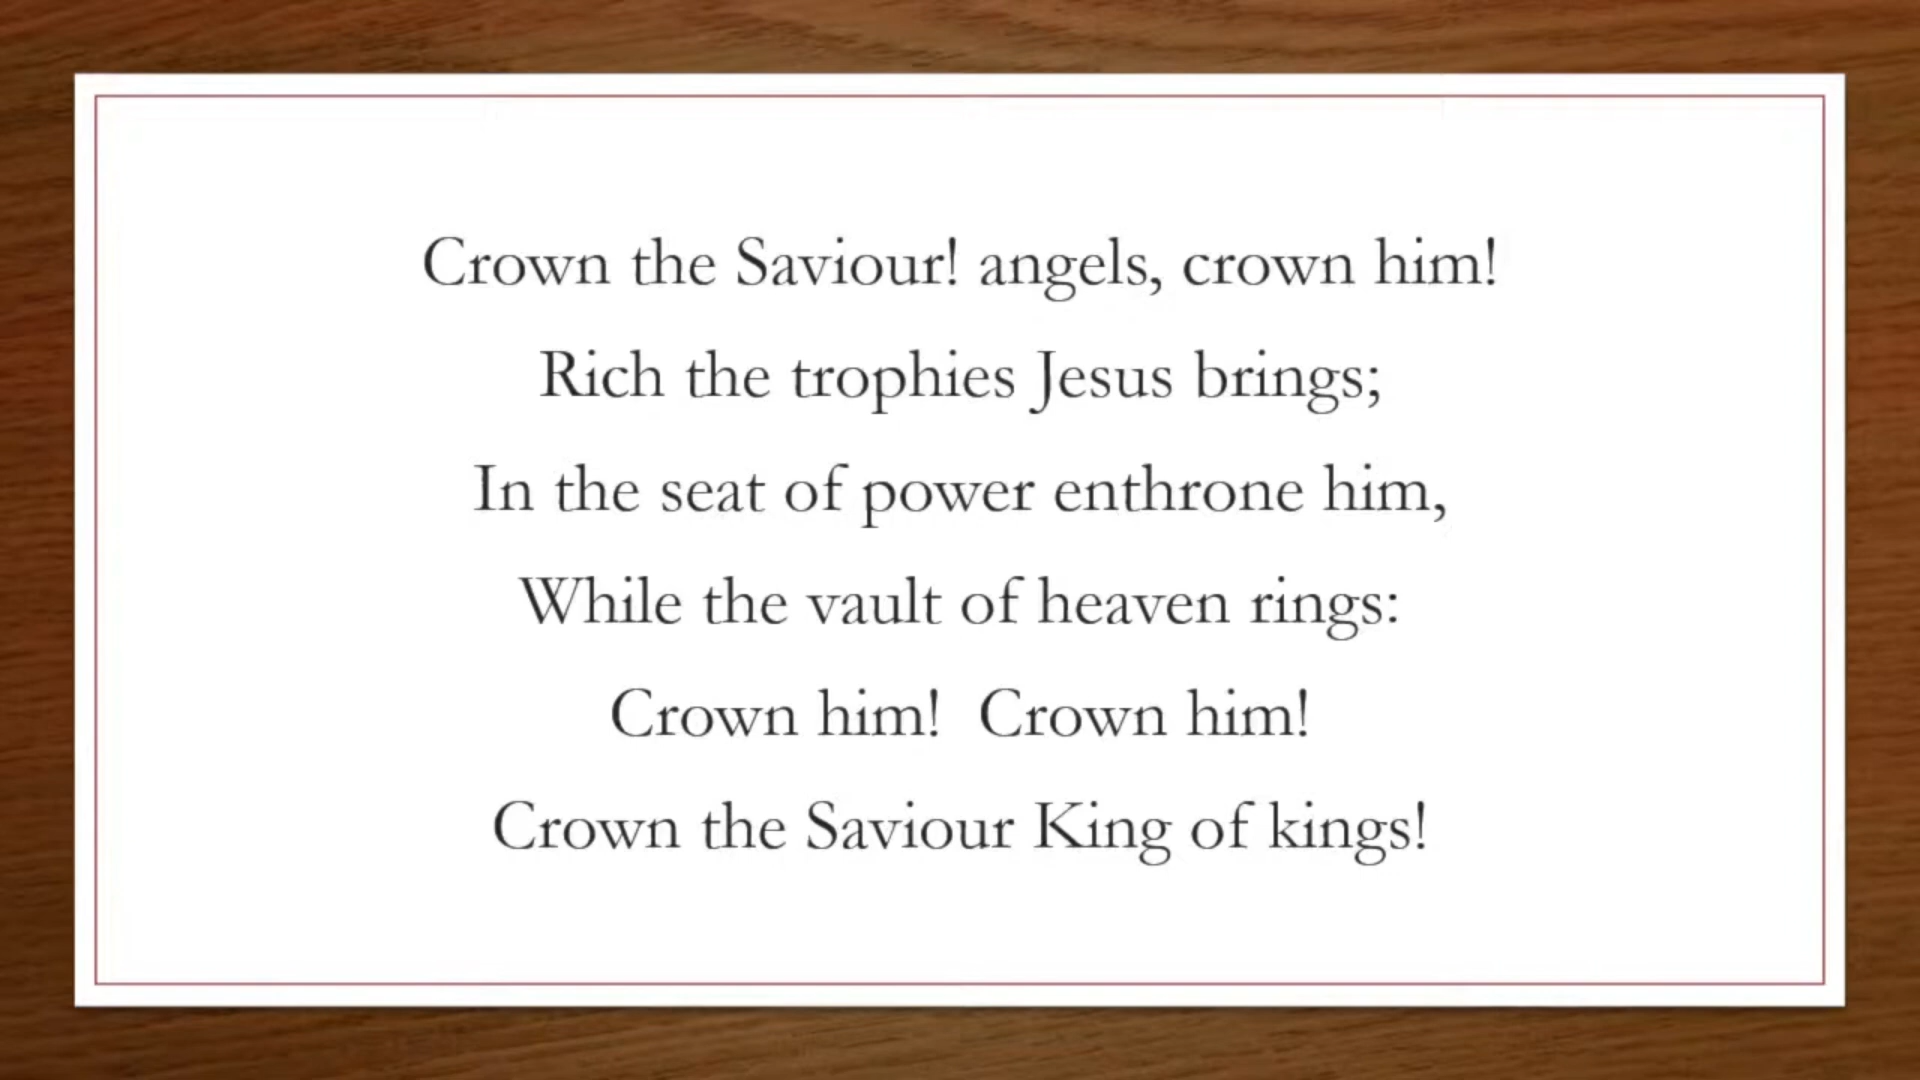 Crown the Saviour! angels, crown him!
Rich the trophies Jesus brings;
In the seat of power enthrone him,
While the vault of heaven rings:
Crown him!  Crown him!
Crown the Saviour King of kings!